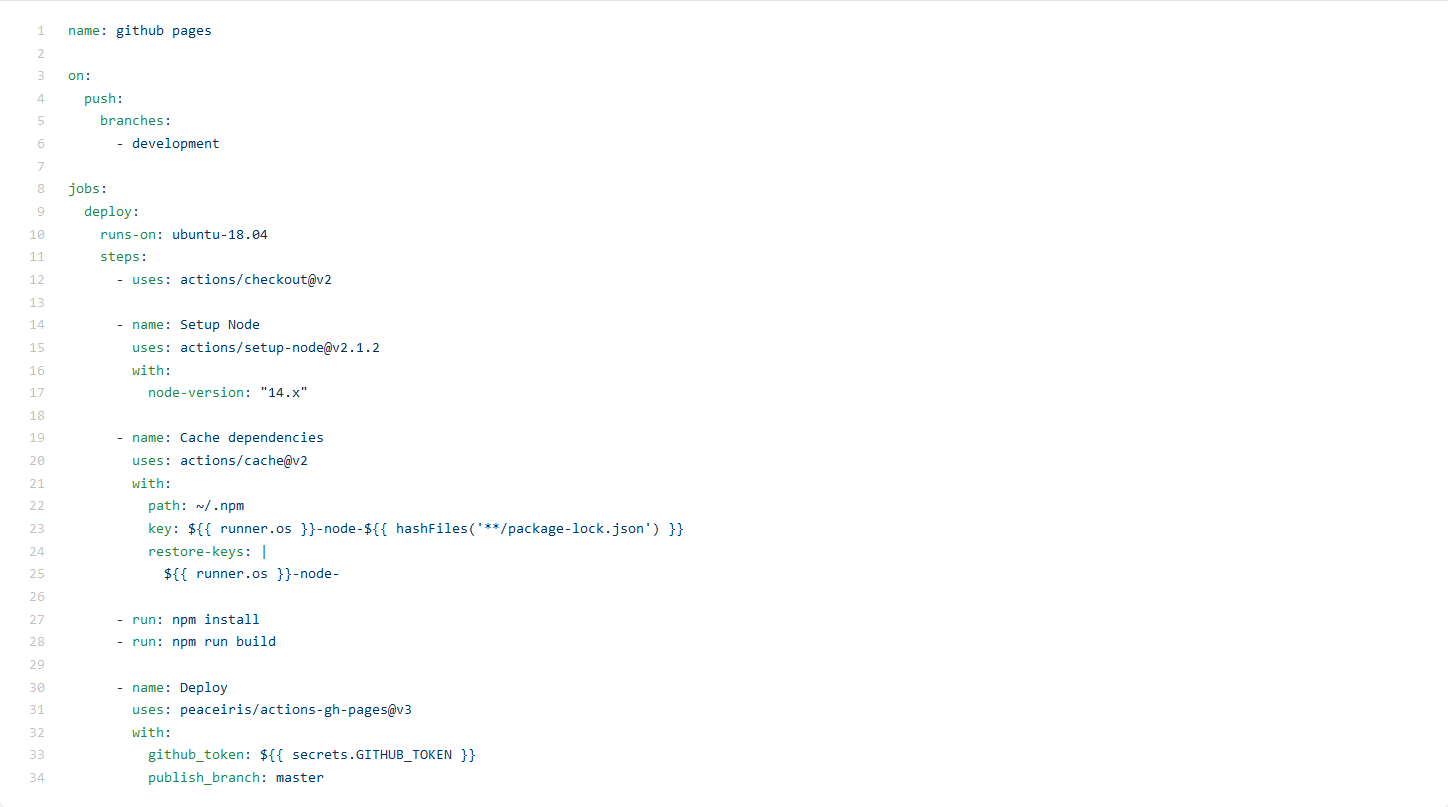 1 name: github pages
2
3 on:
4   push:
5     branches:
6       - development
7
8 jobs:
9   deploy:
10     runs-on: ubuntu-18.04
11     steps:
12       - uses: actions/checkout@v2
13
14       - name: Setup Node
15         uses: actions/setup-node@v2.1.2
16         with:
17           node-version: "14.x"
18
19       - name: Cache dependencies
20         uses: actions/cache@v2
21         with:
22           path: ~/.npm
23           key: ${{ runner.os }}-node-${{ hashFiles('**/package-lock.json') }}
24           restore-keys: |
25             ${{ runner.os }}-node-
26
27       - run: npm install
28       - run: npm run build
29
30       - name: Deploy
31         uses: peaceiris/actions-gh-pages@v3
32         with:
33           github_token: ${{ secrets.GITHUB_TOKEN }}
34           publish_branch: master